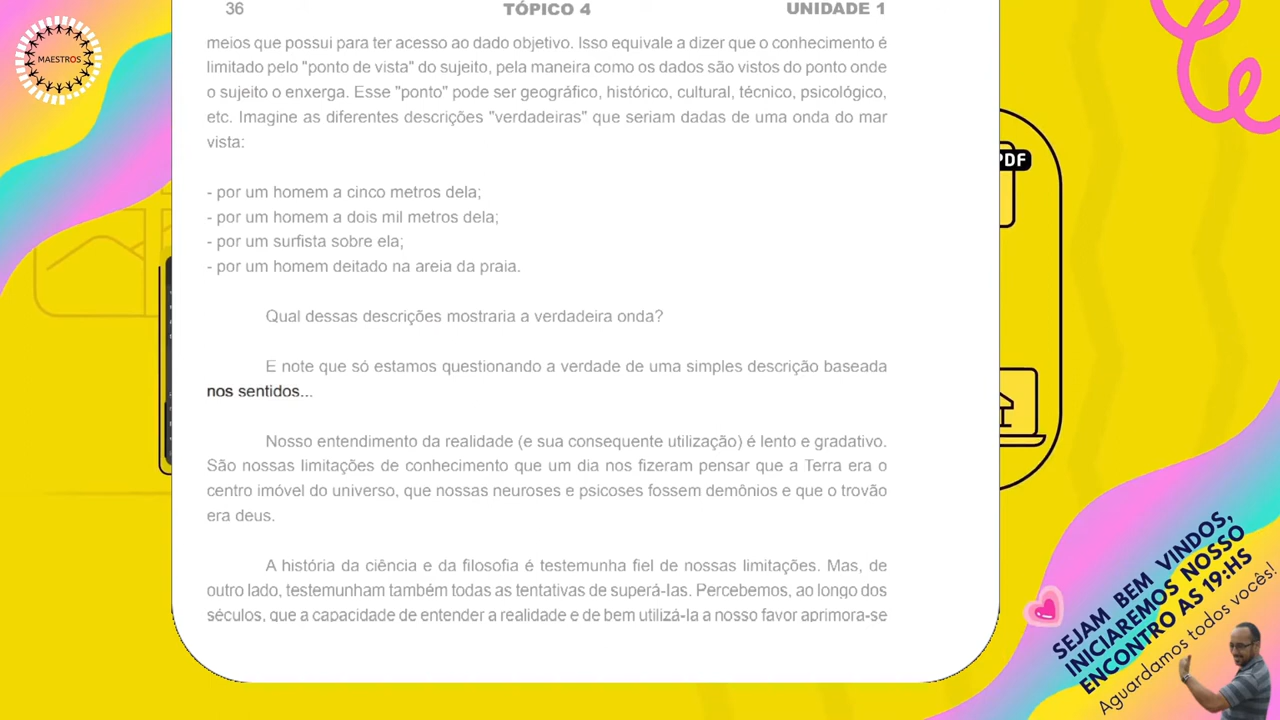 MAESTROS
36 TÓPICO 4 UNIDADE 1
meios que possui para ter acesso ao dado objetivo. Isso equivale a dizer que o conhecimento é
limitado pelo "ponto de vista" do sujeito, pela maneira como os dados são vistos do ponto onde
o sujeito o enxerga. Esse "ponto" pode ser geográfico, histórico, cultural, técnico, psicológico,
etc. Imagine as diferentes descrições "verdadeiras" que seriam dadas de uma onda do mar
vista:
- por um homem a cinco metros dela;
- por um homem a dois mil metros dela;
- por um surfista sobre ela;
- por um homem deitado na areia da praia.
Qual dessas descrições mostraria a verdadeira onda?
E note que só estamos questionando a verdade de uma simples descrição baseada
nos sentidos...
Nosso entendimento da realidade (e sua consequente utilização) é lento e gradativo.
São nossas limitações de conhecimento que um dia nos fizeram pensar que a Terra era o
centro imóvel do universo, que nossas neuroses e psicoses fossem demônios e que o trovão
era deus.
A história da ciência e da filosofia é testemunha fiel de nossas limitações. Mas, de
outro lado, testemunham também todas as tentativas de superá-las. Percebemos, ao longo dos
séculos, que a capacidade de entender a realidade e de bem utilizá-la a nosso favor aprimora-se
PDF
SEJAM BEM VINDOS,
INICIAREMOS NOSSO
ENCONTRO AS 19:HS
Aguardamos todos vocês!